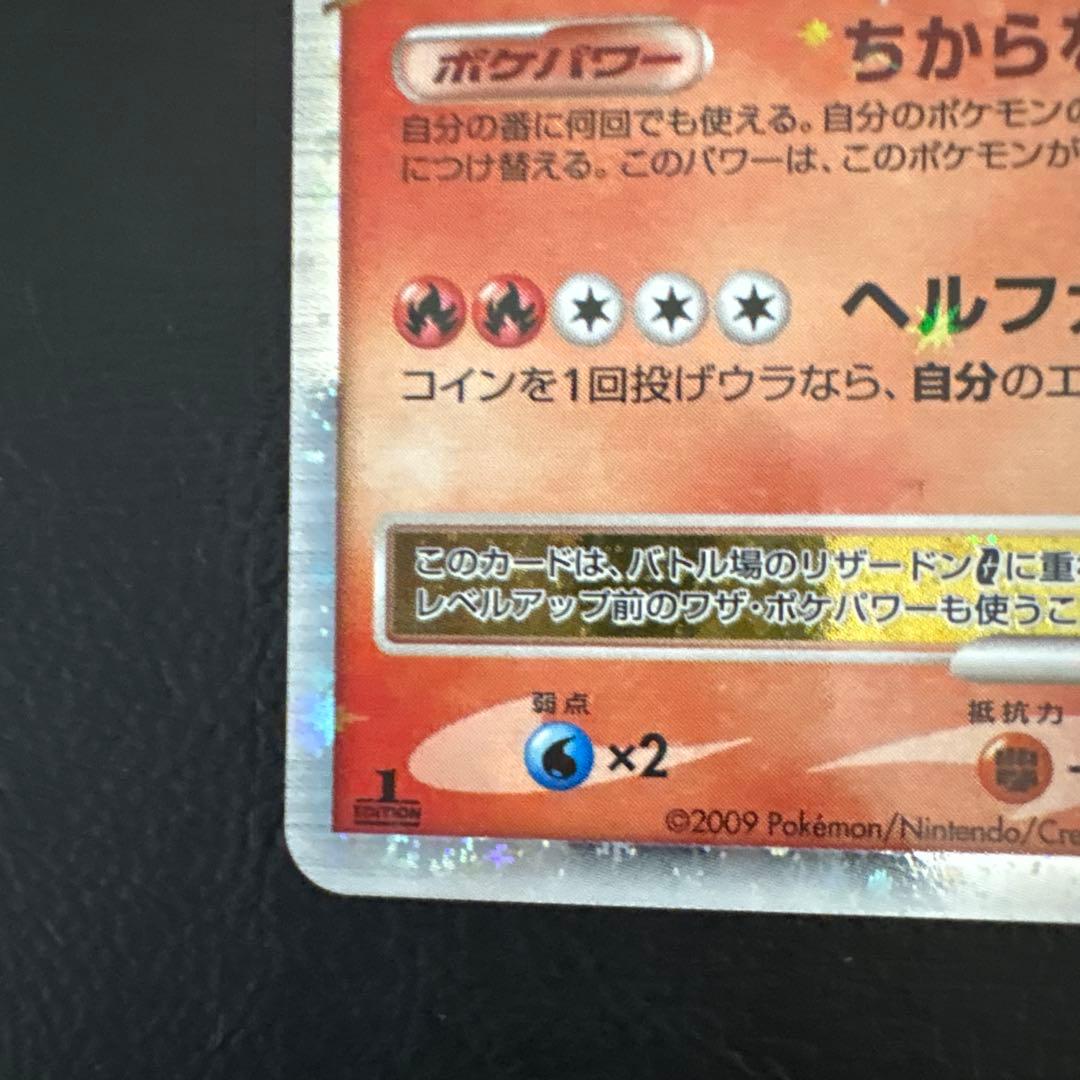 ポケパワー ちからな
自分の番に何回でも使える。自分のポケモンの
につけ替える。このパワーは、このポケモンが
ヘルファ
コインを1回投げウラなら、自分のエ
このカードは、バトル場のリザードンGに重ね
レベルアップ前のワザ・ポケパワーも使うこ
弱点 抵抗力
×2
1
EDITION
©2009 Pokémon/Nintendo/Cre